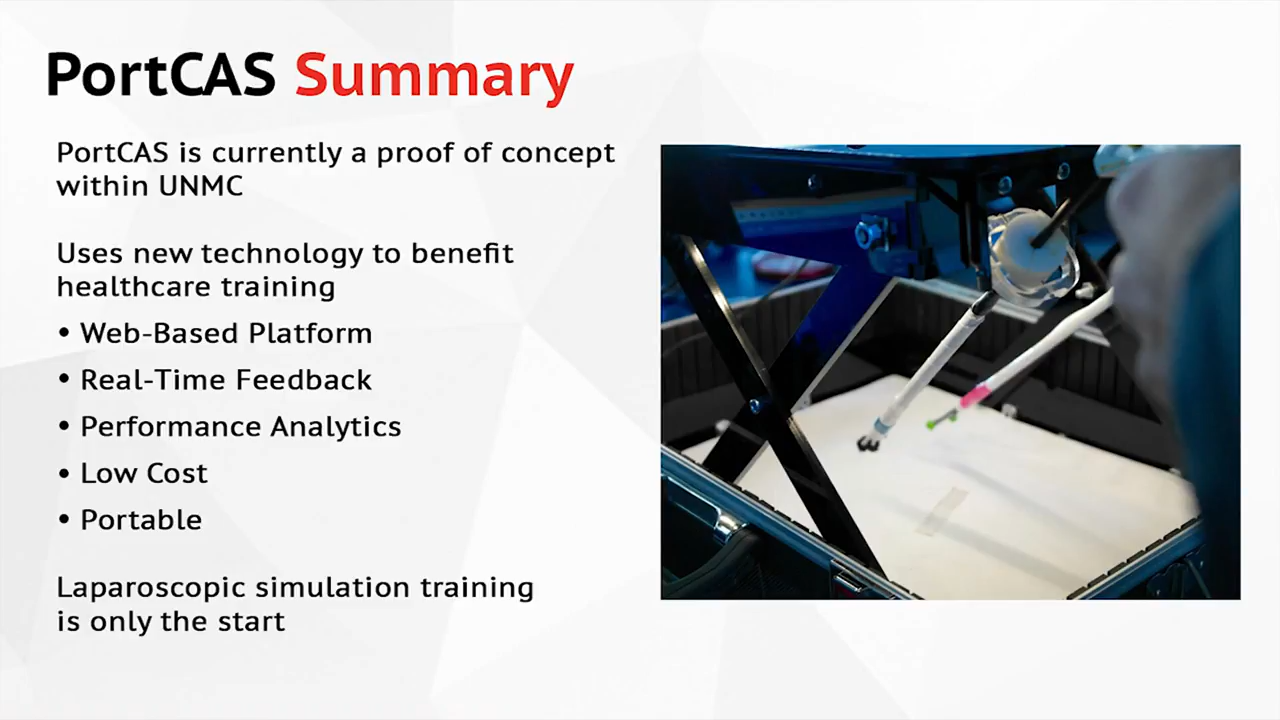 PortCAS Summary
PortCAS is currently a proof of concept
within UNMC
Uses new technology to benefit
healthcare training
• Web-Based Platform
• Real-Time Feedback
• Performance Analytics
• Low Cost
• Portable
Laparoscopic simulation training
is only the start